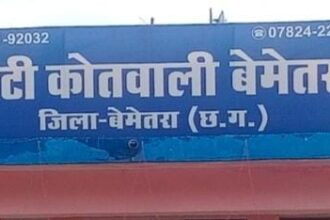 -92032 ☎07824-22
टी कोतवाली बेमेतर
जिला-बेमेतरा (छ.ग.)